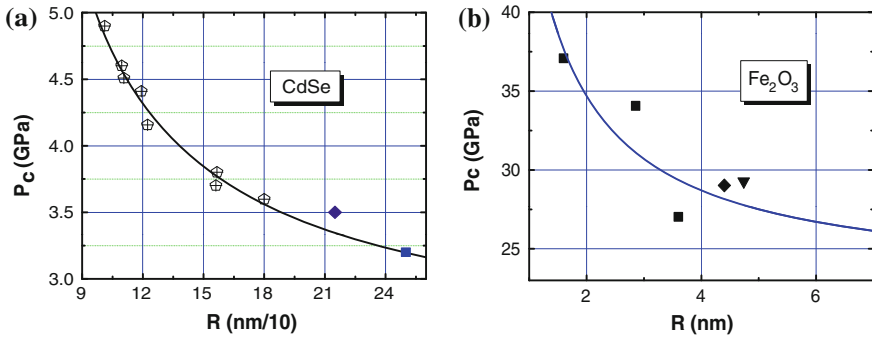 (a)
5.0
4.5
4.0
3.5
3.0
P_C (GPa)
CdSe
9 12 15 18 21 24
R (nm/10)
(b)
40
35
30
25
Pc (GPa)
Fe₂O₃
2 4 6
R (nm)